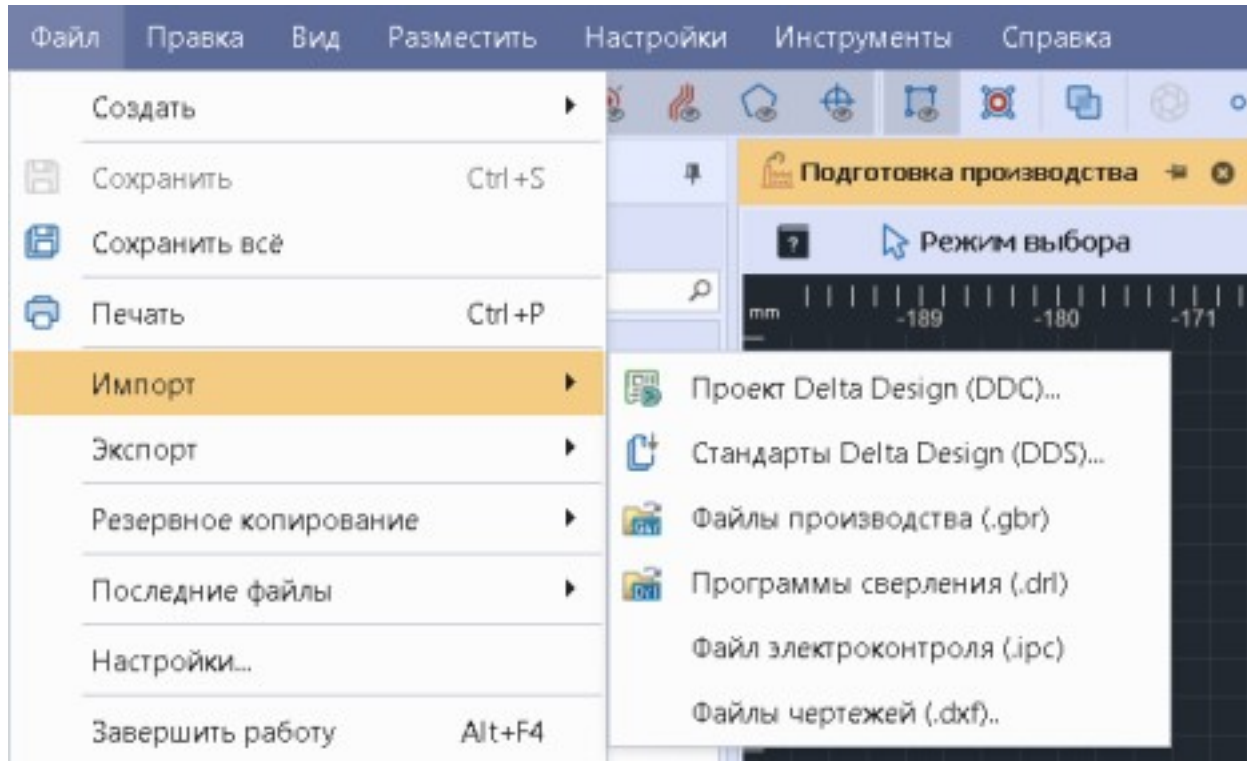 Файл Правка Вид Разместить Настройки Инструменты Справка
Создать
Сохранить Ctrl+S
Сохранить всё
Печать Ctrl+P
Импорт
Экспорт
Резервное копирование
Последние файлы
Настройки...
Завершить работу Alt+F4
Подготовка производства
? Режим выбора
mm -189 -180 -171
Проект Delta Design (DDC)...
Стандарты Delta Design (DDS)...
Gbr Файлы производства (.gbr)
Drl Программы сверления (.drl)
Файл электроконтроля (.ipc)
Файлы чертежей (.dxf)..